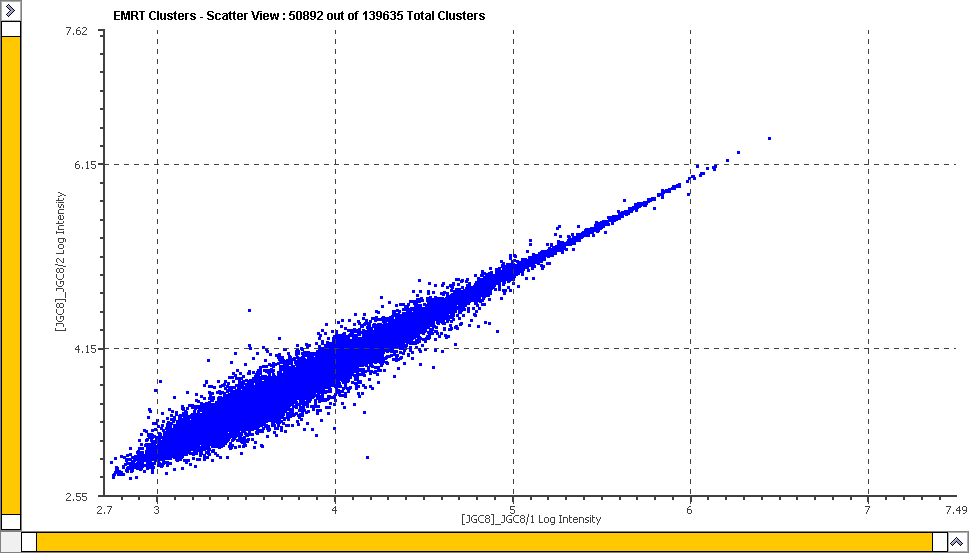 EMRT Clusters - Scatter View : 50892 out of 139635 Total Clusters
7.62
6.15
[JGC8]_JGC8/2 Log Intensity
4.15
2.55
2.7 3 4 5 6 7 7.49
[JGC8]_JGC8/1 Log Intensity